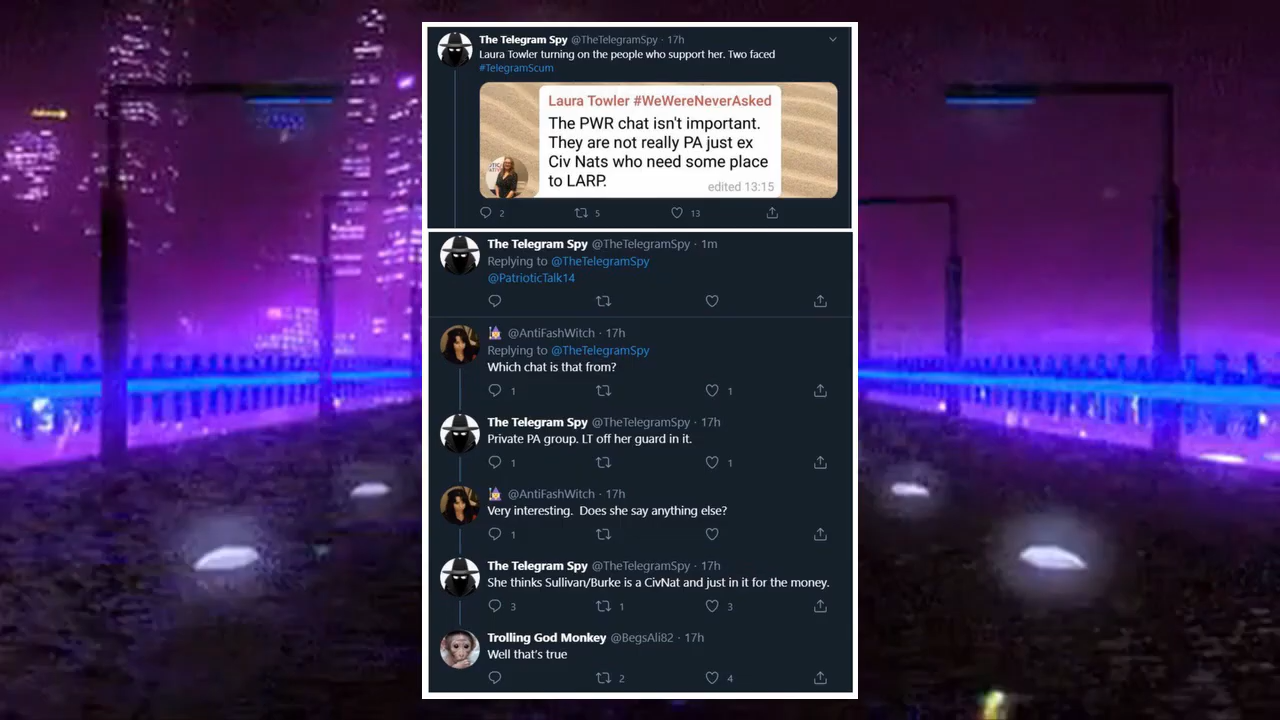 The Telegram Spy @TheTelegramSpy · 17h
Laura Towler turning on the people who support her. Two faced
#TelegramScum
Laura Towler #WeWereNeverAsked
The PWR chat isn't important.
They are not really PA just ex
Civ Nats who need some place
to LARP.
edited 13:15
2 5 13
The Telegram Spy @TheTelegramSpy · 1m
Replying to @TheTelegramSpy
@PatrioticTalk14
@AntiFashWitch · 17h
Replying to @TheTelegramSpy
Which chat is that from?
1 1
The Telegram Spy @TheTelegramSpy · 17h
Private PA group. LT off her guard in it.
1 1
@AntiFashWitch · 17h
Very interesting. Does she say anything else?
1
The Telegram Spy @TheTelegramSpy · 17h
She thinks Sullivan/Burke is a CivNat and just in it for the money.
3 1 3
Trolling God Monkey @BegsAli82 · 17h
Well that's true
2 4